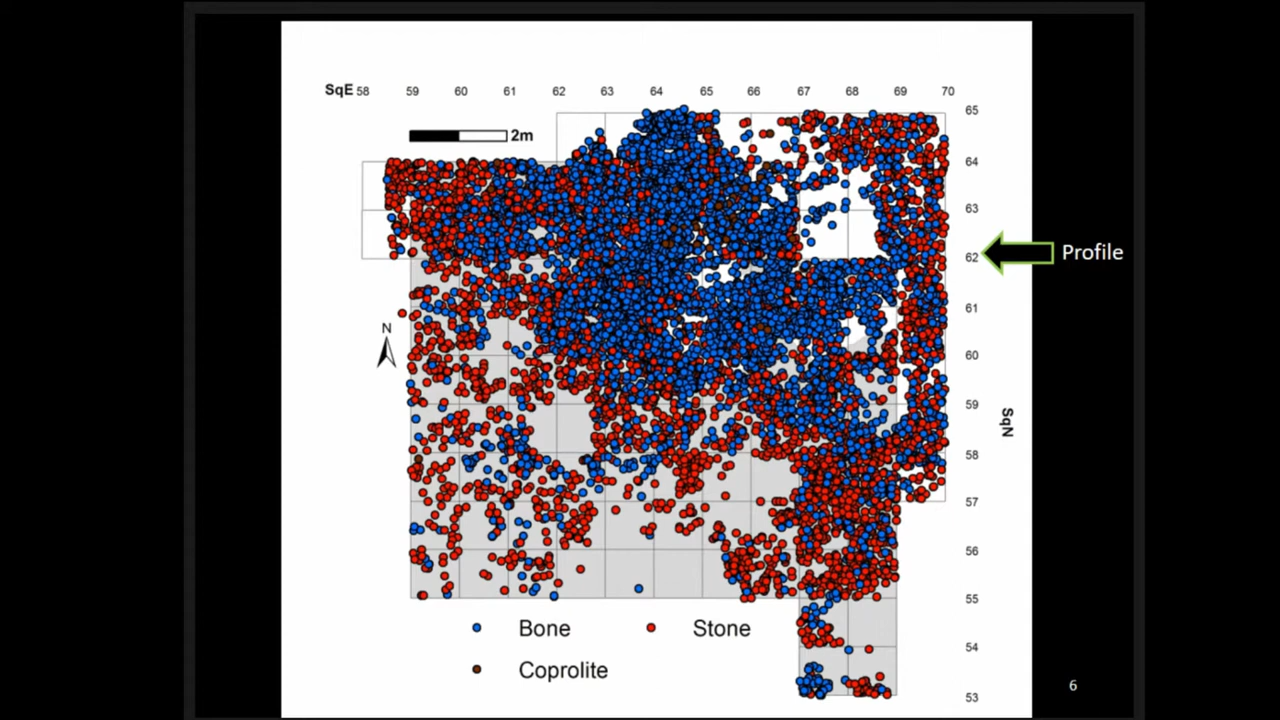 SqE 58 59 60 61 62 63 64 65 66 67 68 69 70
65
2m
64
63
62 Profile
61
N
60
59
SqN
58
57
56
55
Bone Stone
54
Coprolite
6
53